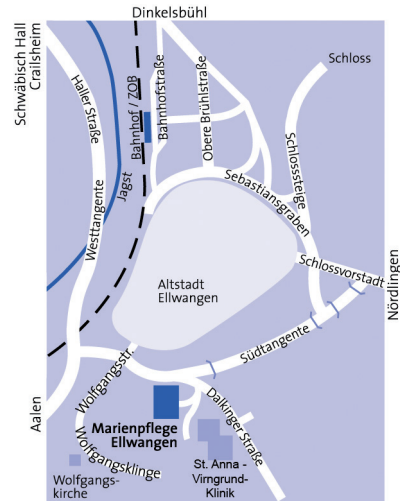 Dinkelsbühl
Schwäbisch Hall
Crailsheim
Haller Straße
Bahnhof / ZOB
Bahnhofstraße
Obere Brühlstraße
Schloss
Schlosssteige
Jagst
Westtangente
Sebastiansgraben
Schlossvorstadt
Nördlingen
Altstadt
Ellwangen
Südtangente
Wolfgangsstr.
Aalen
Marienpflege
Ellwangen
Dalkinger Straße
Wolfgangsklinge
Wolfgangs-
kirche
St. Anna -
Virngrund-
Klinik